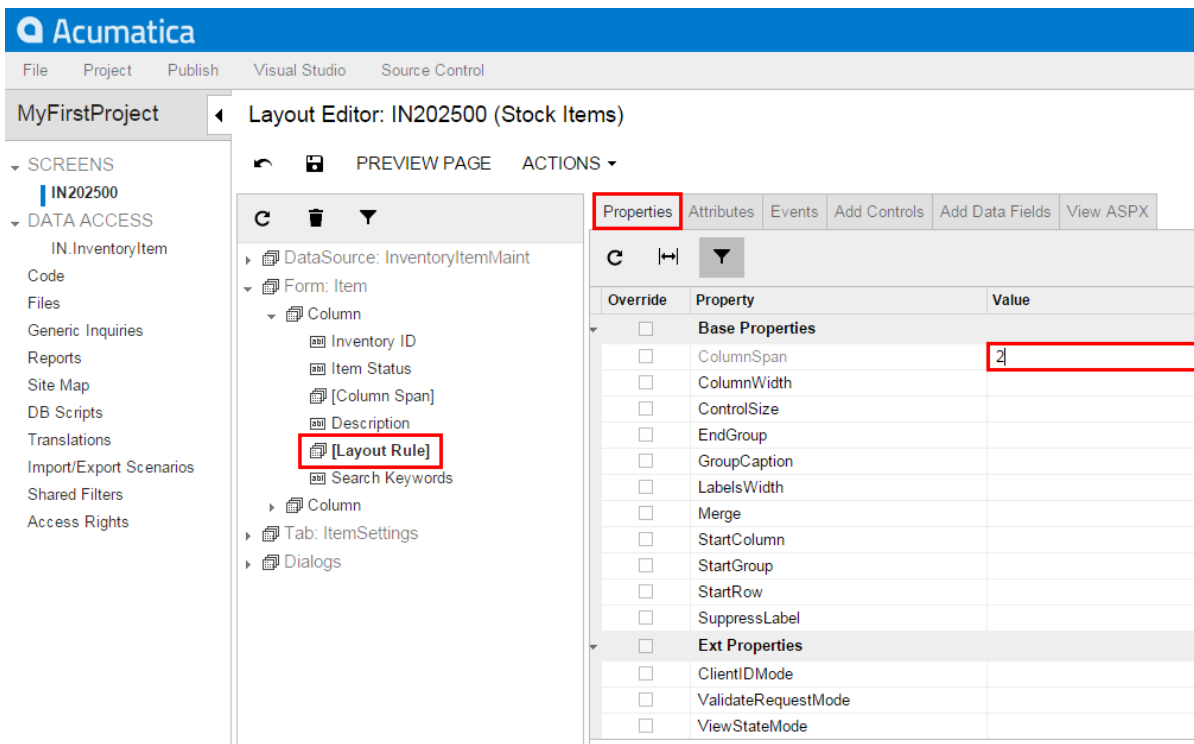 Acumatica
File Project Publish Visual Studio Source Control
MyFirstProject
Layout Editor: IN202500 (Stock Items)
SCREENS
IN202500
DATA ACCESS
IN.InventoryItem
Code
Files
Generic Inquiries
Reports
Site Map
DB Scripts
Translations
Import/Export Scenarios
Shared Filters
Access Rights
PREVIEW PAGE ACTIONS
DataSource: InventoryItemMaint
Form: Item
Column
Inventory ID
Item Status
[Column Span]
Description
[Layout Rule]
Search Keywords
Column
Tab: ItemSettings
Dialogs
Properties Attributes Events Add Controls Add Data Fields View ASPX
Override Property Value
Base Properties
ColumnSpan 2
ColumnWidth
ControlSize
EndGroup
GroupCaption
LabelsWidth
Merge
StartColumn
StartGroup
StartRow
SuppressLabel
Ext Properties
ClientIDMode
ValidateRequestMode
ViewStateMode